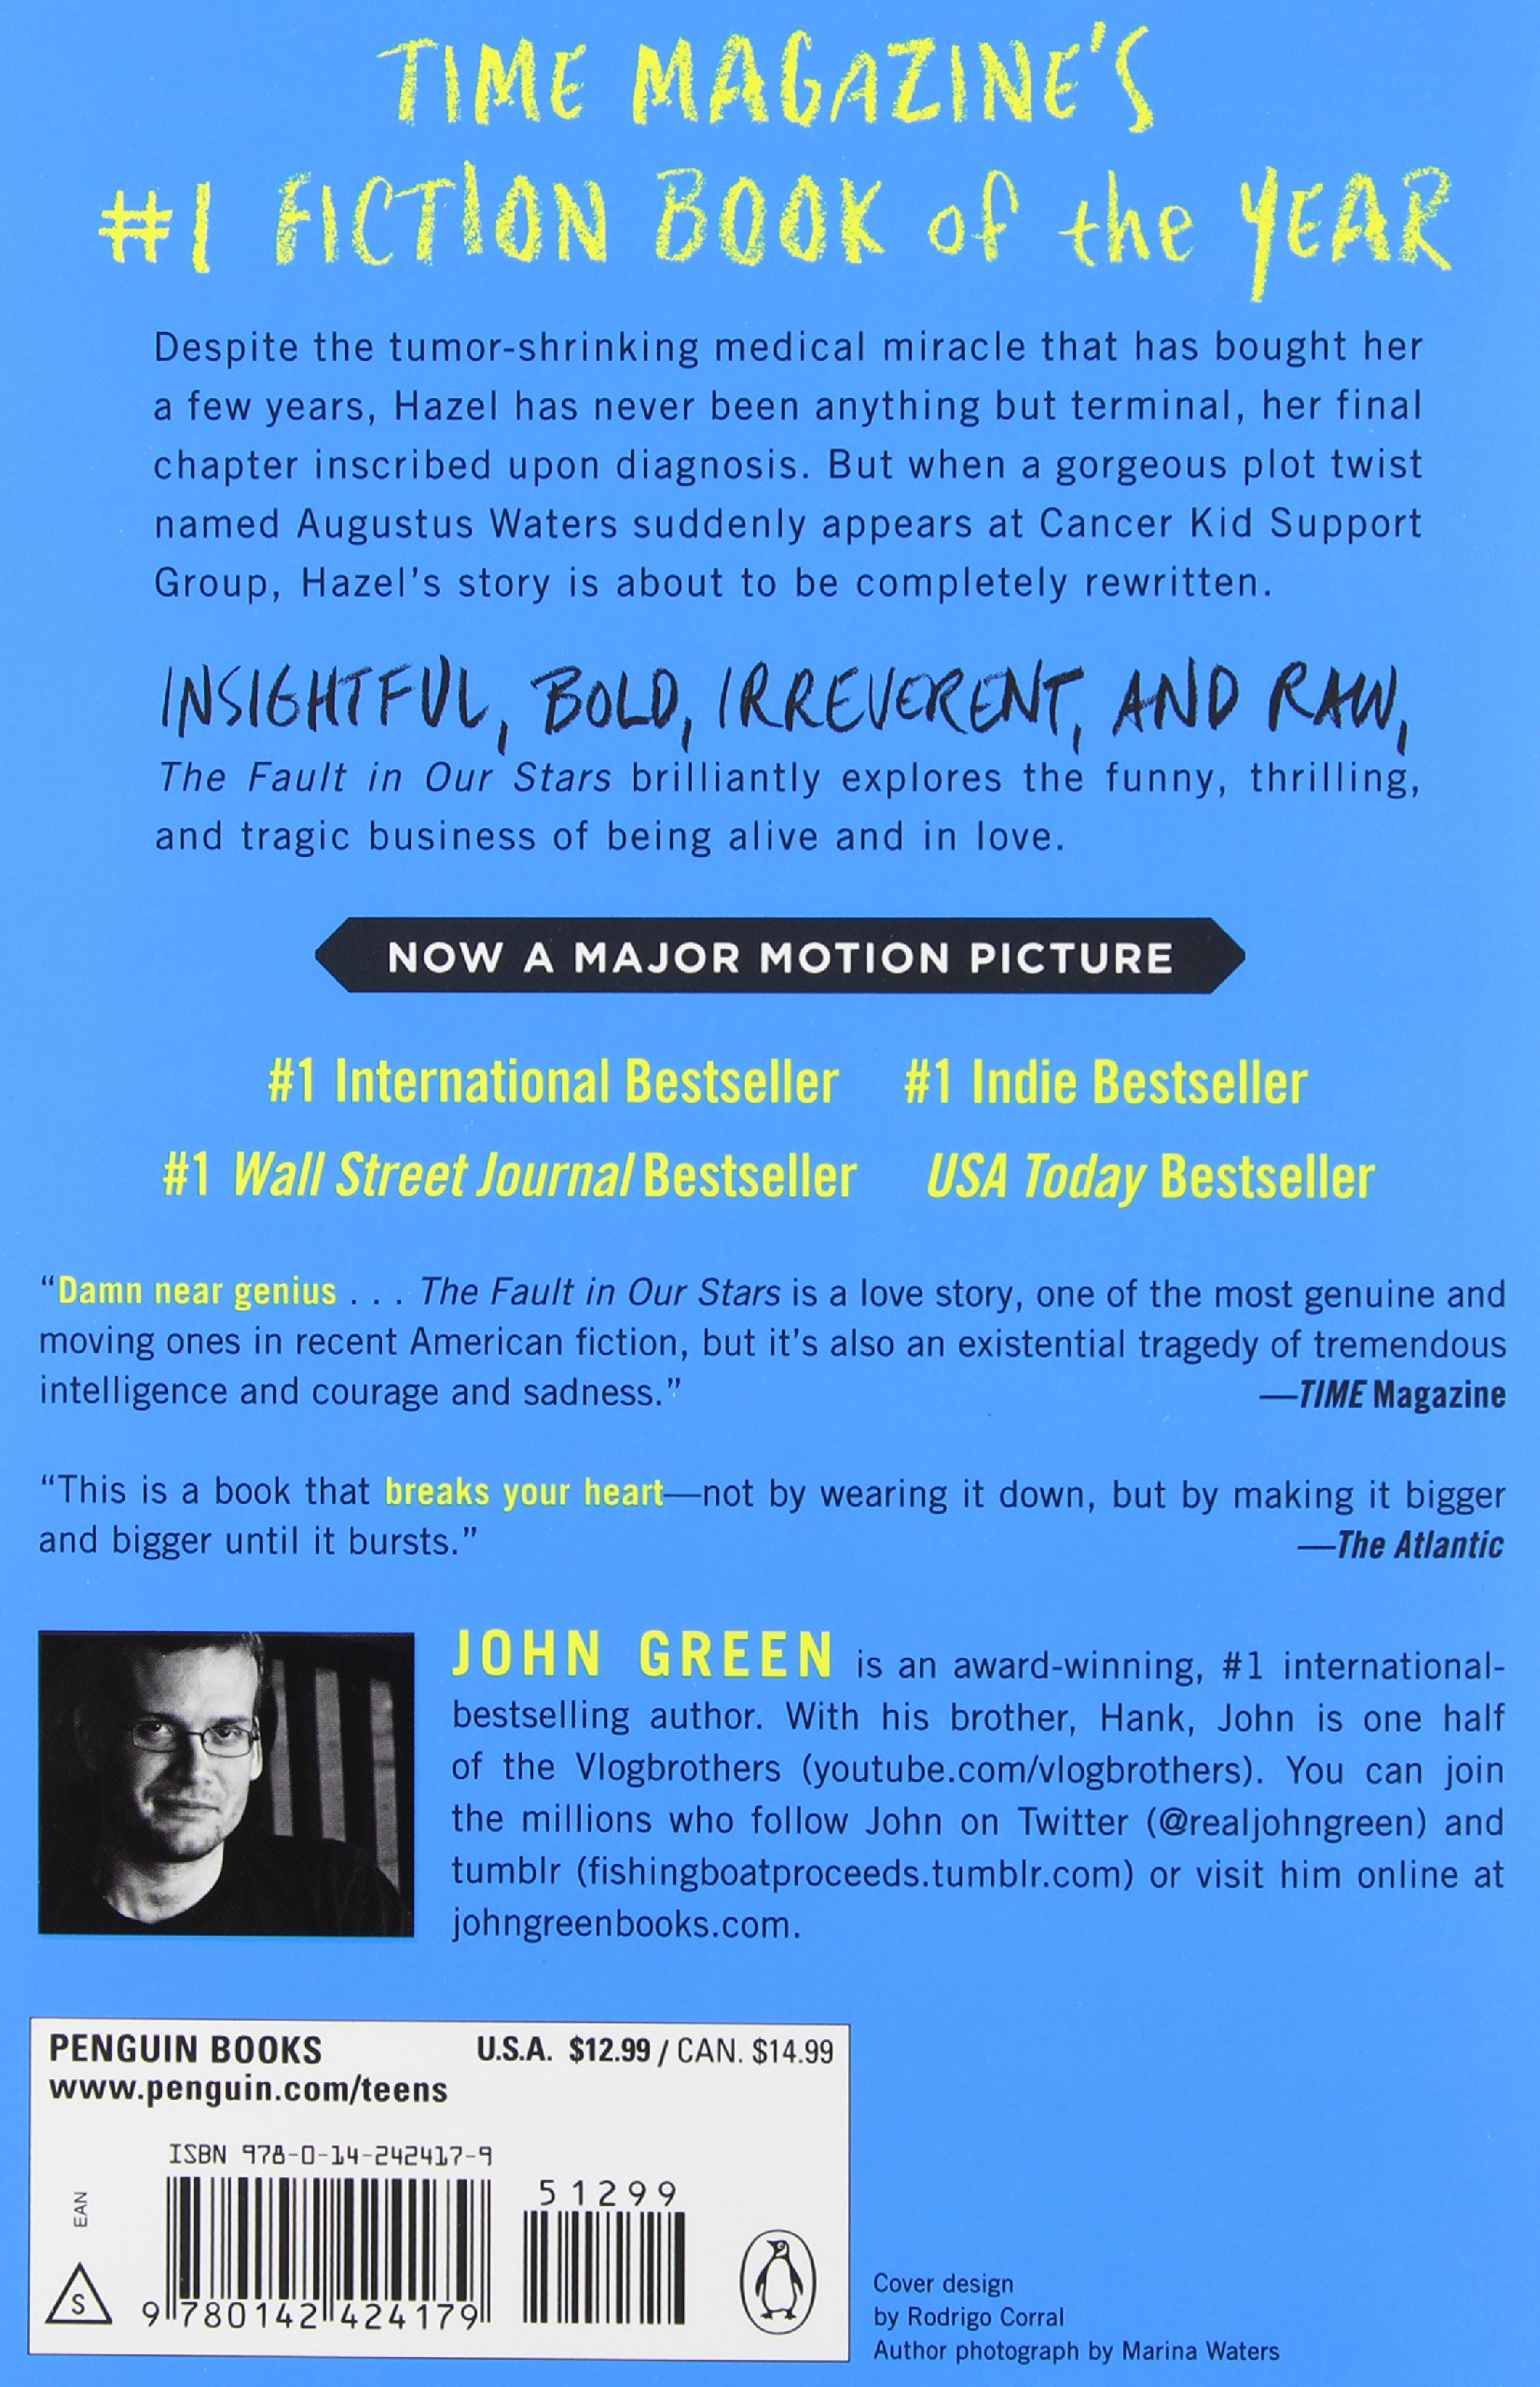 TIME MAGAZINE'S
#1 FICTION BOOK of the YEAR
Despite the tumor-shrinking medical miracle that has bought her
a few years, Hazel has never been anything but terminal, her final
chapter inscribed upon diagnosis. But when a gorgeous plot twist
named Augustus Waters suddenly appears at Cancer Kid Support
Group, Hazel’s story is about to be completely rewritten.
INSIGHTFUL, BOLD, IRREVERENT, AND RAW,
The Fault in Our Stars brilliantly explores the funny, thrilling,
and tragic business of being alive and in love.
NOW A MAJOR MOTION PICTURE
#1 International Bestseller #1 Indie Bestseller
#1 Wall Street Journal Bestseller USA Today Bestseller
“Damn near genius . . . The Fault in Our Stars is a love story, one of the most genuine and
moving ones in recent American fiction, but it’s also an existential tragedy of tremendous
intelligence and courage and sadness.” —TIME Magazine
“This is a book that breaks your heart—not by wearing it down, but by making it bigger
and bigger until it bursts.” —The Atlantic
JOHN GREEN is an award-winning, #1 international-
bestselling author. With his brother, Hank, John is one half
of the Vlogbrothers (youtube.com/vlogbrothers). You can join
the millions who follow John on Twitter (@realjohngreen) and
tumblr (fishingboatproceeds.tumblr.com) or visit him online at
johngreenbooks.com.
PENGUIN BOOKS U.S.A. $12.99 / CAN. $14.99
www.penguin.com/teens
ISBN 978-0-14-242417-9
51299
EAN
S
9 780142 424179
Cover design
by Rodrigo Corral
Author photograph by Marina Waters